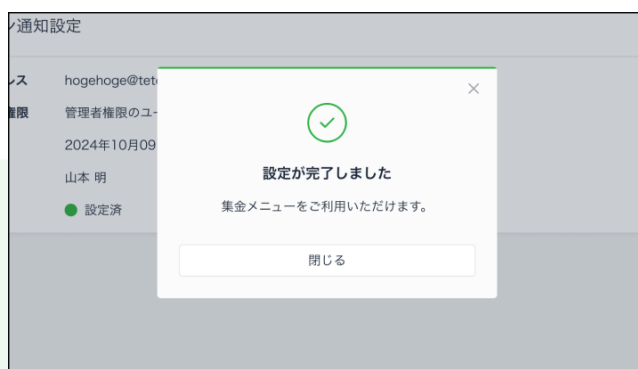 ン通知設定
レス hogehoge@tet
権限 管理者権限のユー
2024年10月09
山本 明
設定済
設定が完了しました
集金メニューをご利用いただけます。
閉じる